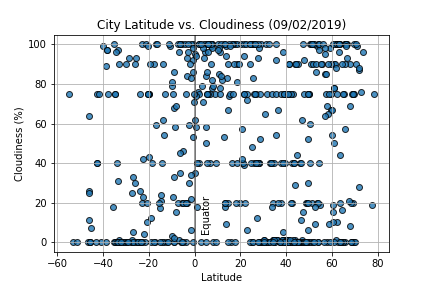 City Latitude vs. Cloudiness (09/02/2019)
100
80
60
40
20
0
Cloudiness (%)
Equator
−60 −40 −20 0 20 40 60 80
Latitude